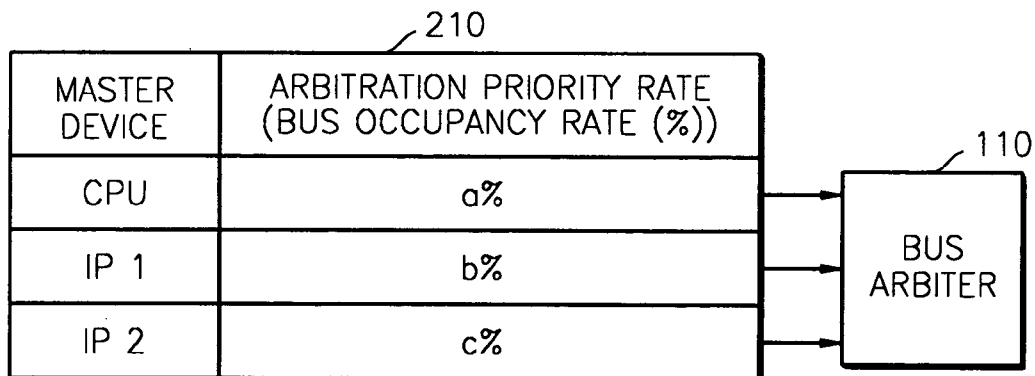 210
MASTER DEVICE
ARBITRATION PRIORITY RATE
(BUS OCCUPANCY RATE (%))
110
CPU
a%
BUS ARBITER
IP 1
b%
IP 2
c%